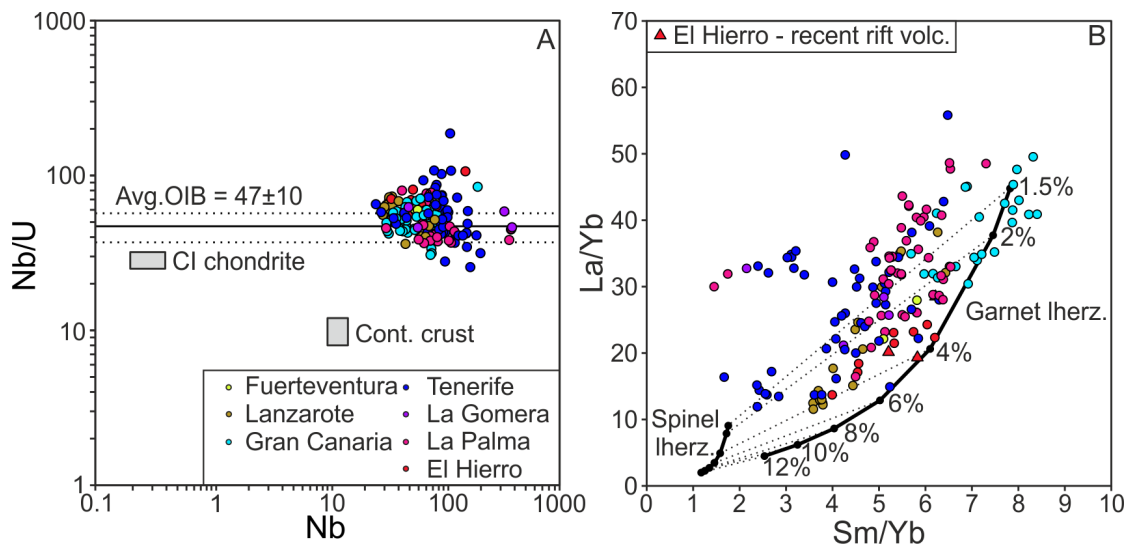 A
1000
100
10
1
Nb/U
Avg.OIB = 47±10
CI chondrite
Cont. crust
Fuerteventura
Lanzarote
Gran Canaria
Tenerife
La Gomera
La Palma
El Hierro
0.1
1
10
100
1000
Nb
B
El Hierro - recent rift volc.
70
60
50
40
30
20
10
0
La/Yb
1.5%
2%
Garnet lherz.
4%
6%
8%
10%
12%
Spinel
lherz.
0
1
2
3
4
5
6
7
8
9
10
Sm/Yb